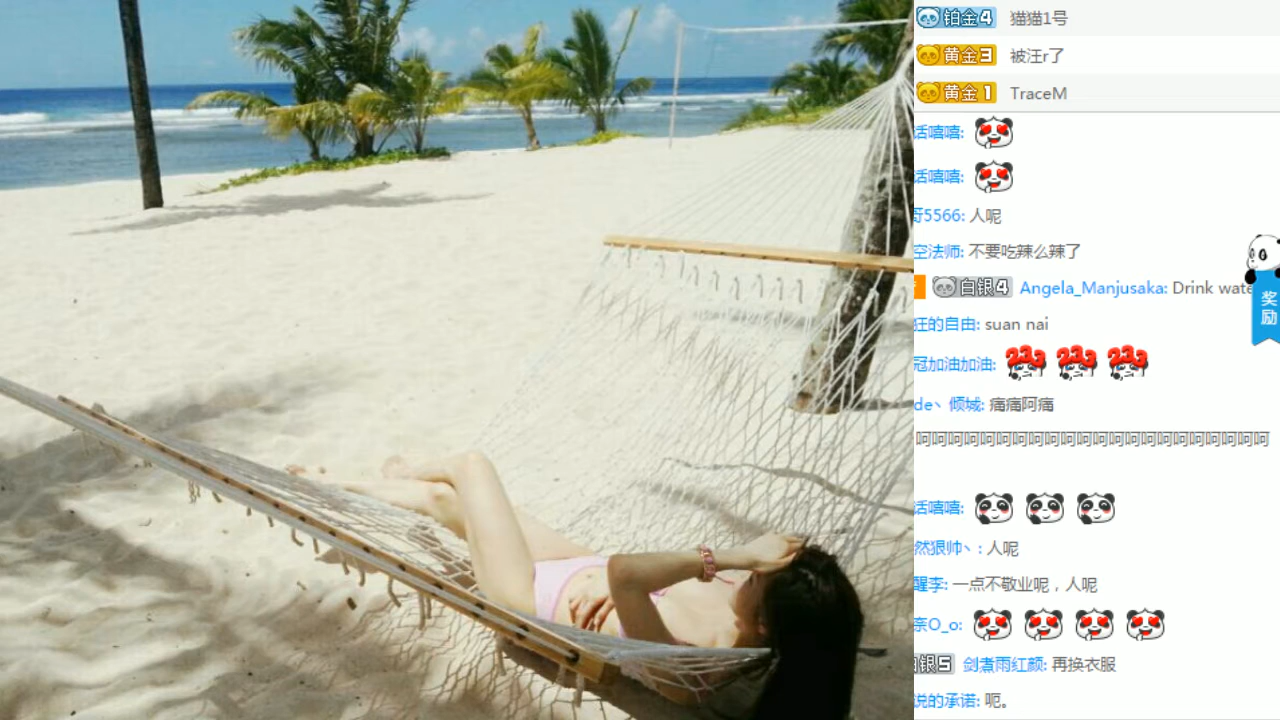 铂金4 猫猫1号
黄金3 被汪r了
黄金1 TraceM
话嘻嘻:
话嘻嘻:
哥5566: 人呢
空法师: 不要吃辣么辣了
白银4 Angela_Manjusaka: Drink wate
奖励
狂的自由: suan nai
冠加油加油: 233 233 233
de丶倾城: 痛痛阿痛
呵呵呵呵呵呵呵呵呵呵呵呵呵呵呵呵呵呵呵呵呵呵
话嘻嘻:
然狠帅丶: 人呢
醒李: 一点不敬业呢，人呢
奈O_o:
银5 剑煮雨红颜: 再换衣服
说的承诺: 呃。